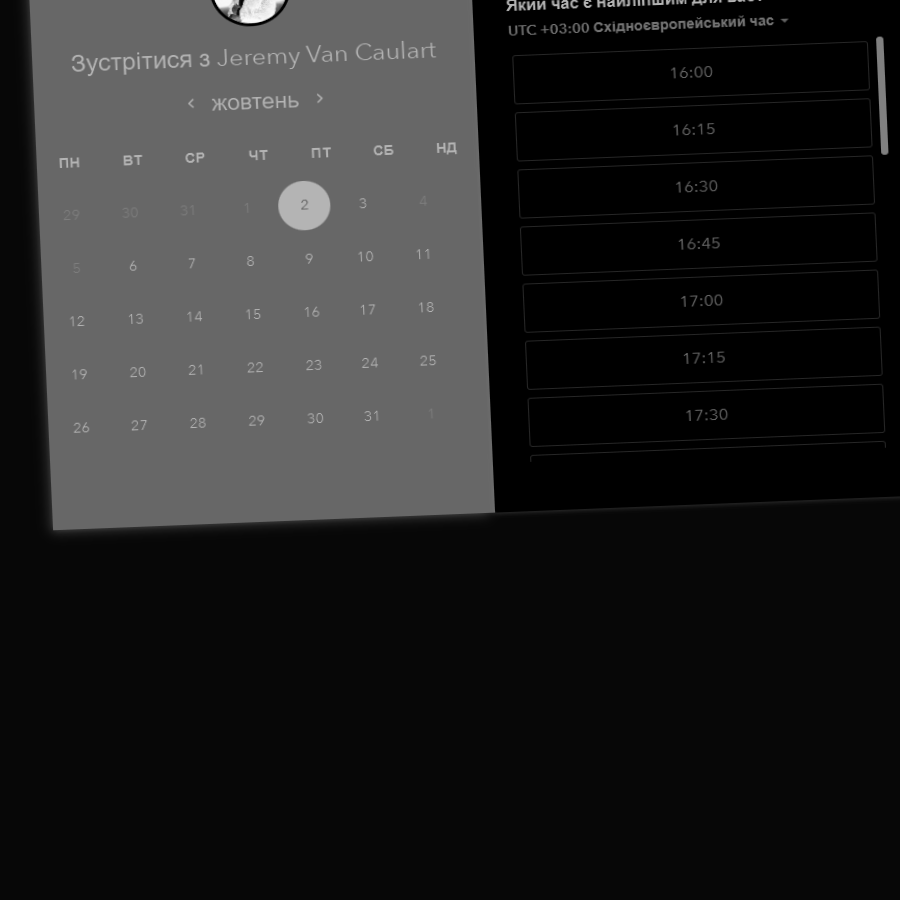 Зустрітися з Jeremy Van Caulart
‹ жовтень ›
ПН ВТ СР ЧТ ПТ СБ НД
29 30 31 1 2 3 4
5 6 7 8 9 10 11
12 13 14 15 16 17 18
19 20 21 22 23 24 25
26 27 28 29 30 31 1
Який час є найліпшим для вас?
UTC +03:00 Східноєвропейський час
16:00
16:15
16:30
16:45
17:00
17:15
17:30